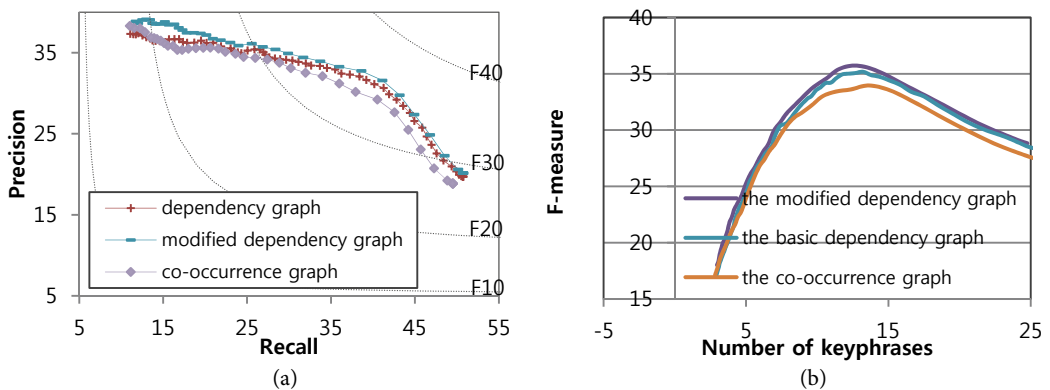 35
25
15
5
Precision
F40
F30
F20
F10
dependency graph
modified dependency graph
co-occurrence graph
5 15 25 35 45 55
Recall
(a)
40
35
30
25
20
15
F-measure
the modified dependency graph
the basic dependency graph
the co-occurrence graph
-5 5 15 25
Number of keyphrases
(b)